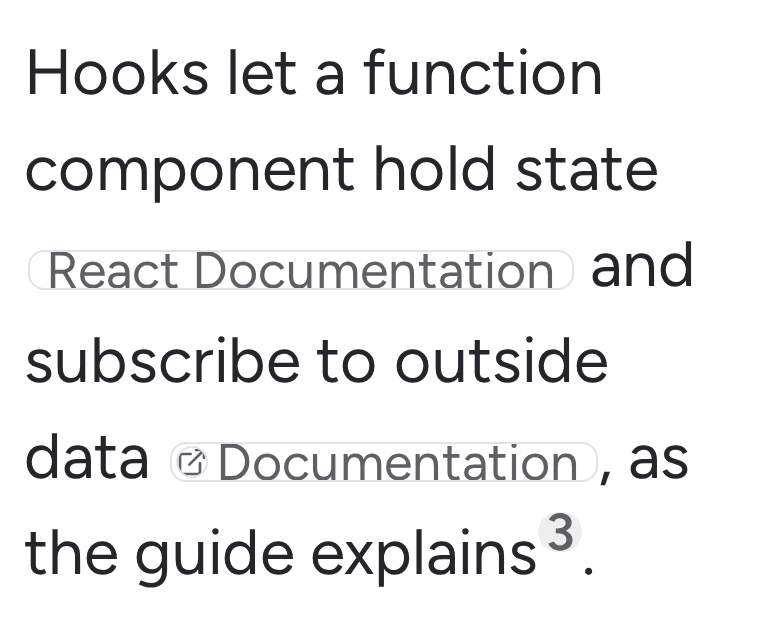 Hooks let a function
component hold state
React Documentation and
subscribe to outside
data Documentation, as
the guide explains3.